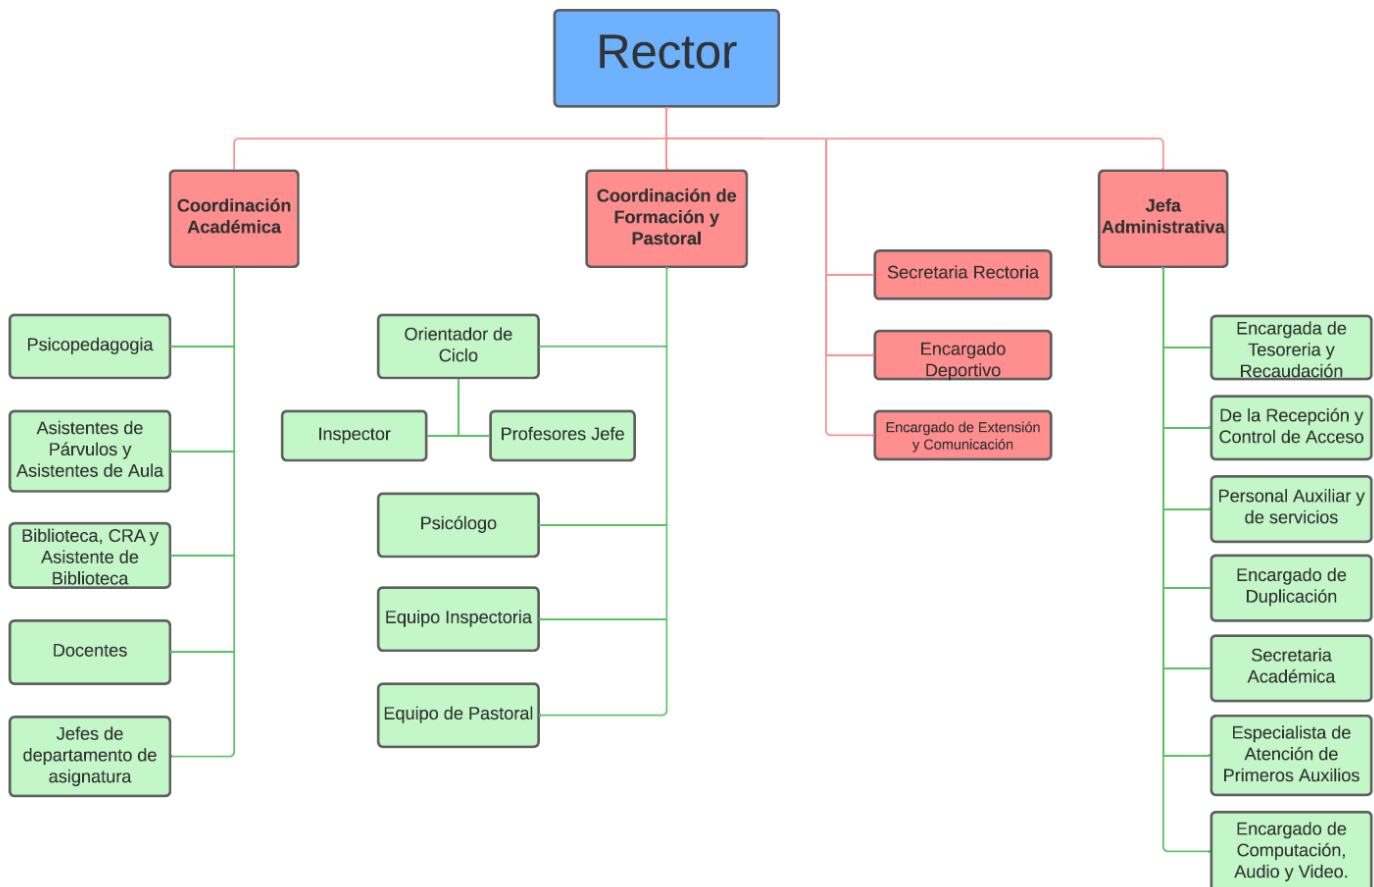 Rector
Coordinación
Académica
Coordinación de
Formación y
Pastoral
Jefa
Administrativa
Secretaria Rectoria
Encargado
Deportivo
Encargado de Extensión
y Comunicación
Psicopedagogia
Asistentes de
Párvulos y
Asistentes de Aula
Biblioteca, CRA y
Asistente de
Biblioteca
Docentes
Jefes de
departamento de
asignatura
Orientador de
Ciclo
Inspector
Profesores Jefe
Psicólogo
Equipo Inspectoria
Equipo de Pastoral
Encargada de
Tesoreria y
Recaudación
De la Recepción y
Control de Acceso
Personal Auxiliar y
de servicios
Encargado de
Duplicación
Secretaria
Académica
Especialista de
Atención de
Primeros Auxilios
Encargado de
Computación,
Audio y Video.